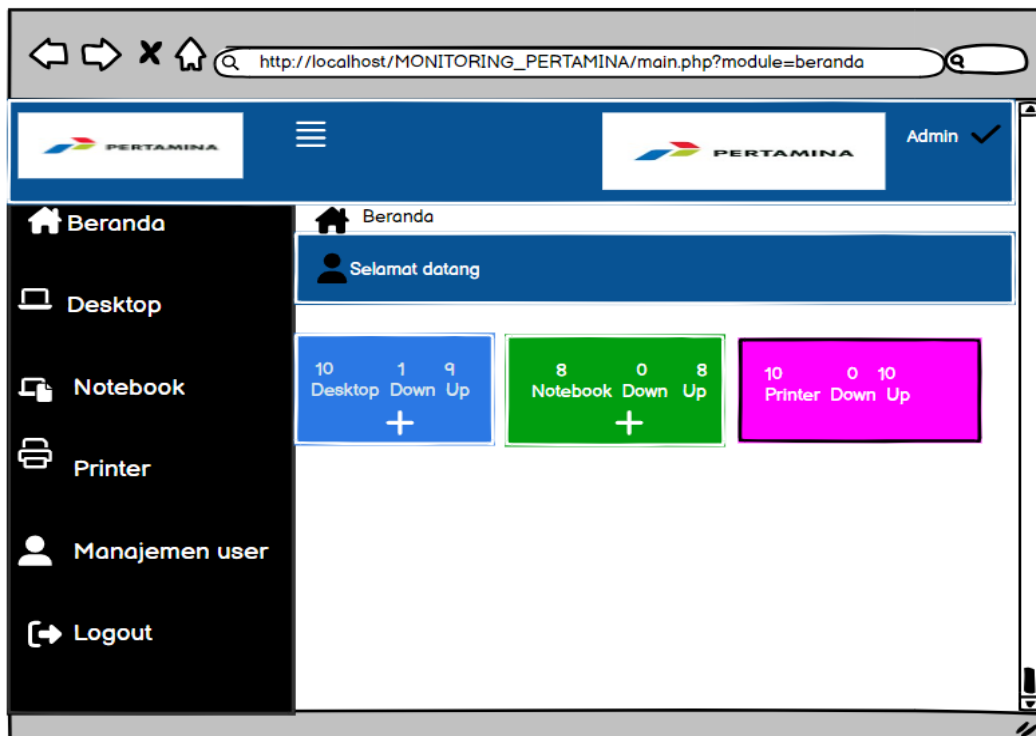 http://localhost/MONITORING_PERTAMINA/main.php?module=beranda
PERTAMINA
PERTAMINA
Admin
Beranda
Desktop
Notebook
Printer
Manajemen user
Logout
Beranda
Selamat datang
10 1 9
Desktop Down Up
8 0 8
Notebook Down Up
10 0 10
Printer Down Up